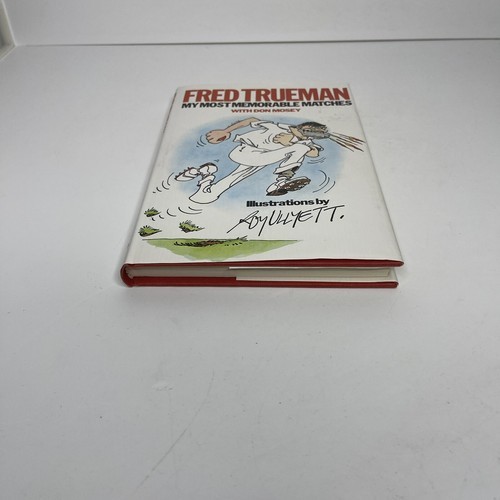 FRED TRUEMAN
MY MOST MEMORABLE MATCHES
WITH DON MOSEY
Illustrations by
ROY ULLYETT.